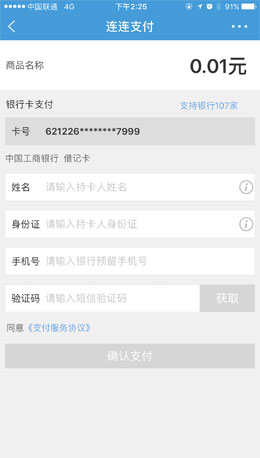 中国联通 4G 下午2:25 91%
连连支付
商品名称 0.01元
银行卡支付 支持银行107家
卡号 621226********7999
中国工商银行 借记卡
姓名 请输入持卡人姓名
身份证 请输入持卡人身份证
手机号 请输入银行预留手机号
验证码 请输入短信验证码 获取
同意《支付服务协议》
确认支付